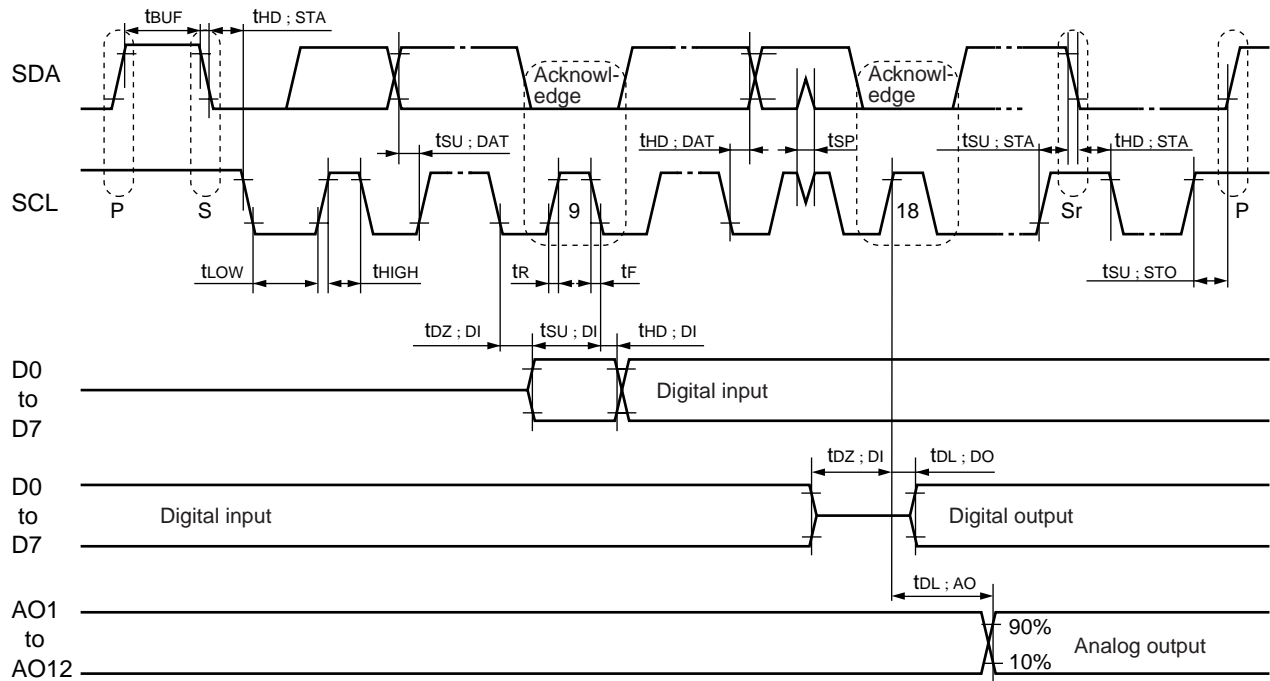 tBUF
tHD ; STA
SDA
Acknowl-
edge
Acknowl-
edge
tSU ; DAT
tHD ; DAT
tSP
tSU ; STA
tHD ; STA
SCL
P
S
9
18
Sr
P
tLOW
tHIGH
tR
tF
tSU ; STO
tDZ ; DI
tSU ; DI
tHD ; DI
D0
to
D7
Digital input
tDZ ; DI
tDL ; DO
D0
to
D7
Digital input
Digital output
tDL ; AO
AO1
to
AO12
90%
10%
Analog output